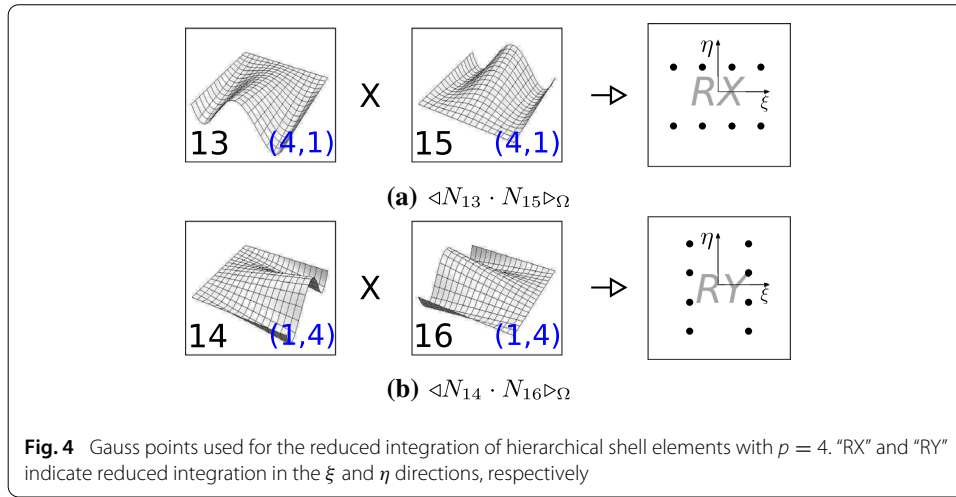 13 (4,1) X 15 (4,1) η RX ξ
(a) ◁N₁₃ · N₁₅▷Ω
14 (1,4) X 16 (1,4) η RY ξ
(b) ◁N₁₄ · N₁₆▷Ω
Fig. 4 Gauss points used for the reduced integration of hierarchical shell elements with p = 4. “RX” and “RY”
indicate reduced integration in the ξ and η directions, respectively